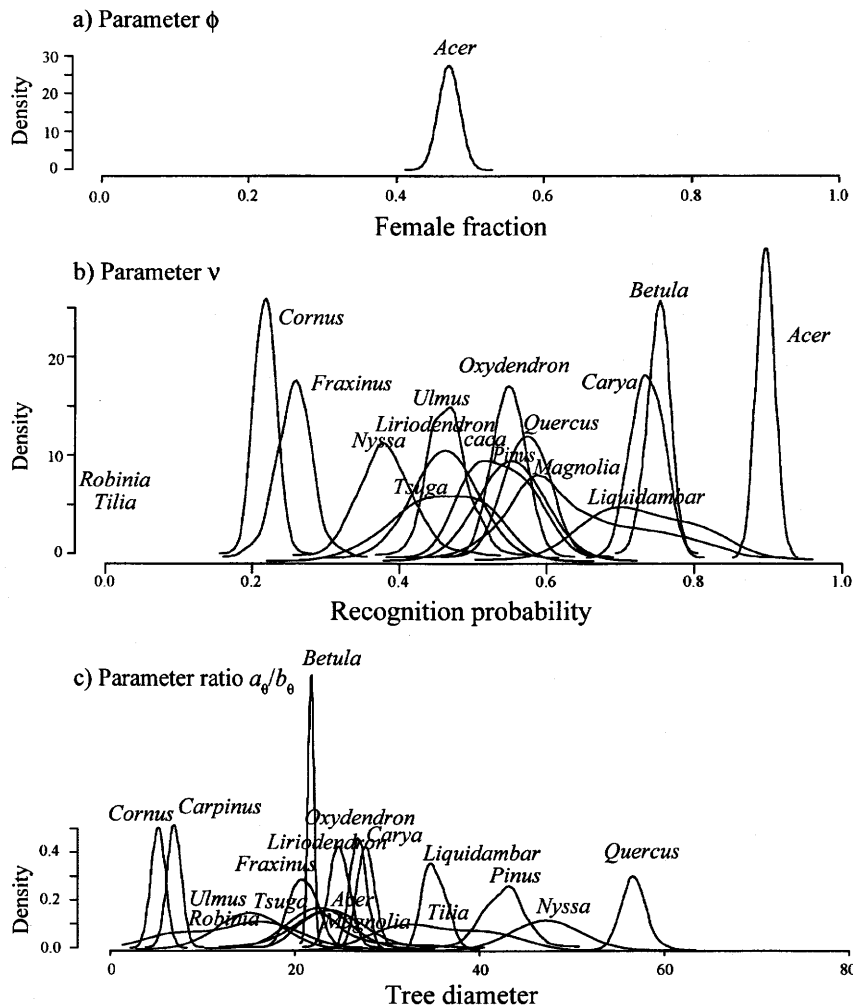 a) Parameter ϕ
Acer
30
20
10
0
Density
0.0 0.2 0.4 0.6 0.8 1.0
Female fraction
b) Parameter ν
Betula
Cornus
Acer
Oxydendron
Fraxinus
Carya
Ulmus
Liriodendron
Quercus
Nyssa
caca
Pinus
Magnolia
Tsuga
Liquidambar
Robinia
Tilia
20
10
0
Density
0.0 0.2 0.4 0.6 0.8 1.0
Recognition probability
Betula
c) Parameter ratio aθ/bθ
Cornus
Carpinus
Oxydendron
Liriodendron
Carya
Liquidambar
Quercus
Fraxinus
Pinus
Ulmus
Tsuga
Acer
Robinia
Magnolia
Tilia
Nyssa
0.4
0.2
0.0
Density
0 20 40 60 80
Tree diameter